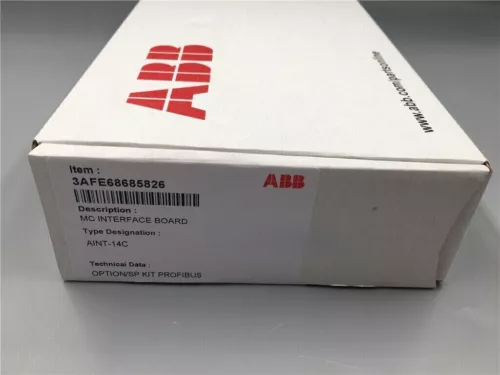 ABB
www.abb.com/partsonline
Item :
3AFE68685826
ABB
Description :
MC INTERFACE BOARD
Type Designation :
AINT-14C
Technical Data :
OPTION/SP KIT PROFIBUS